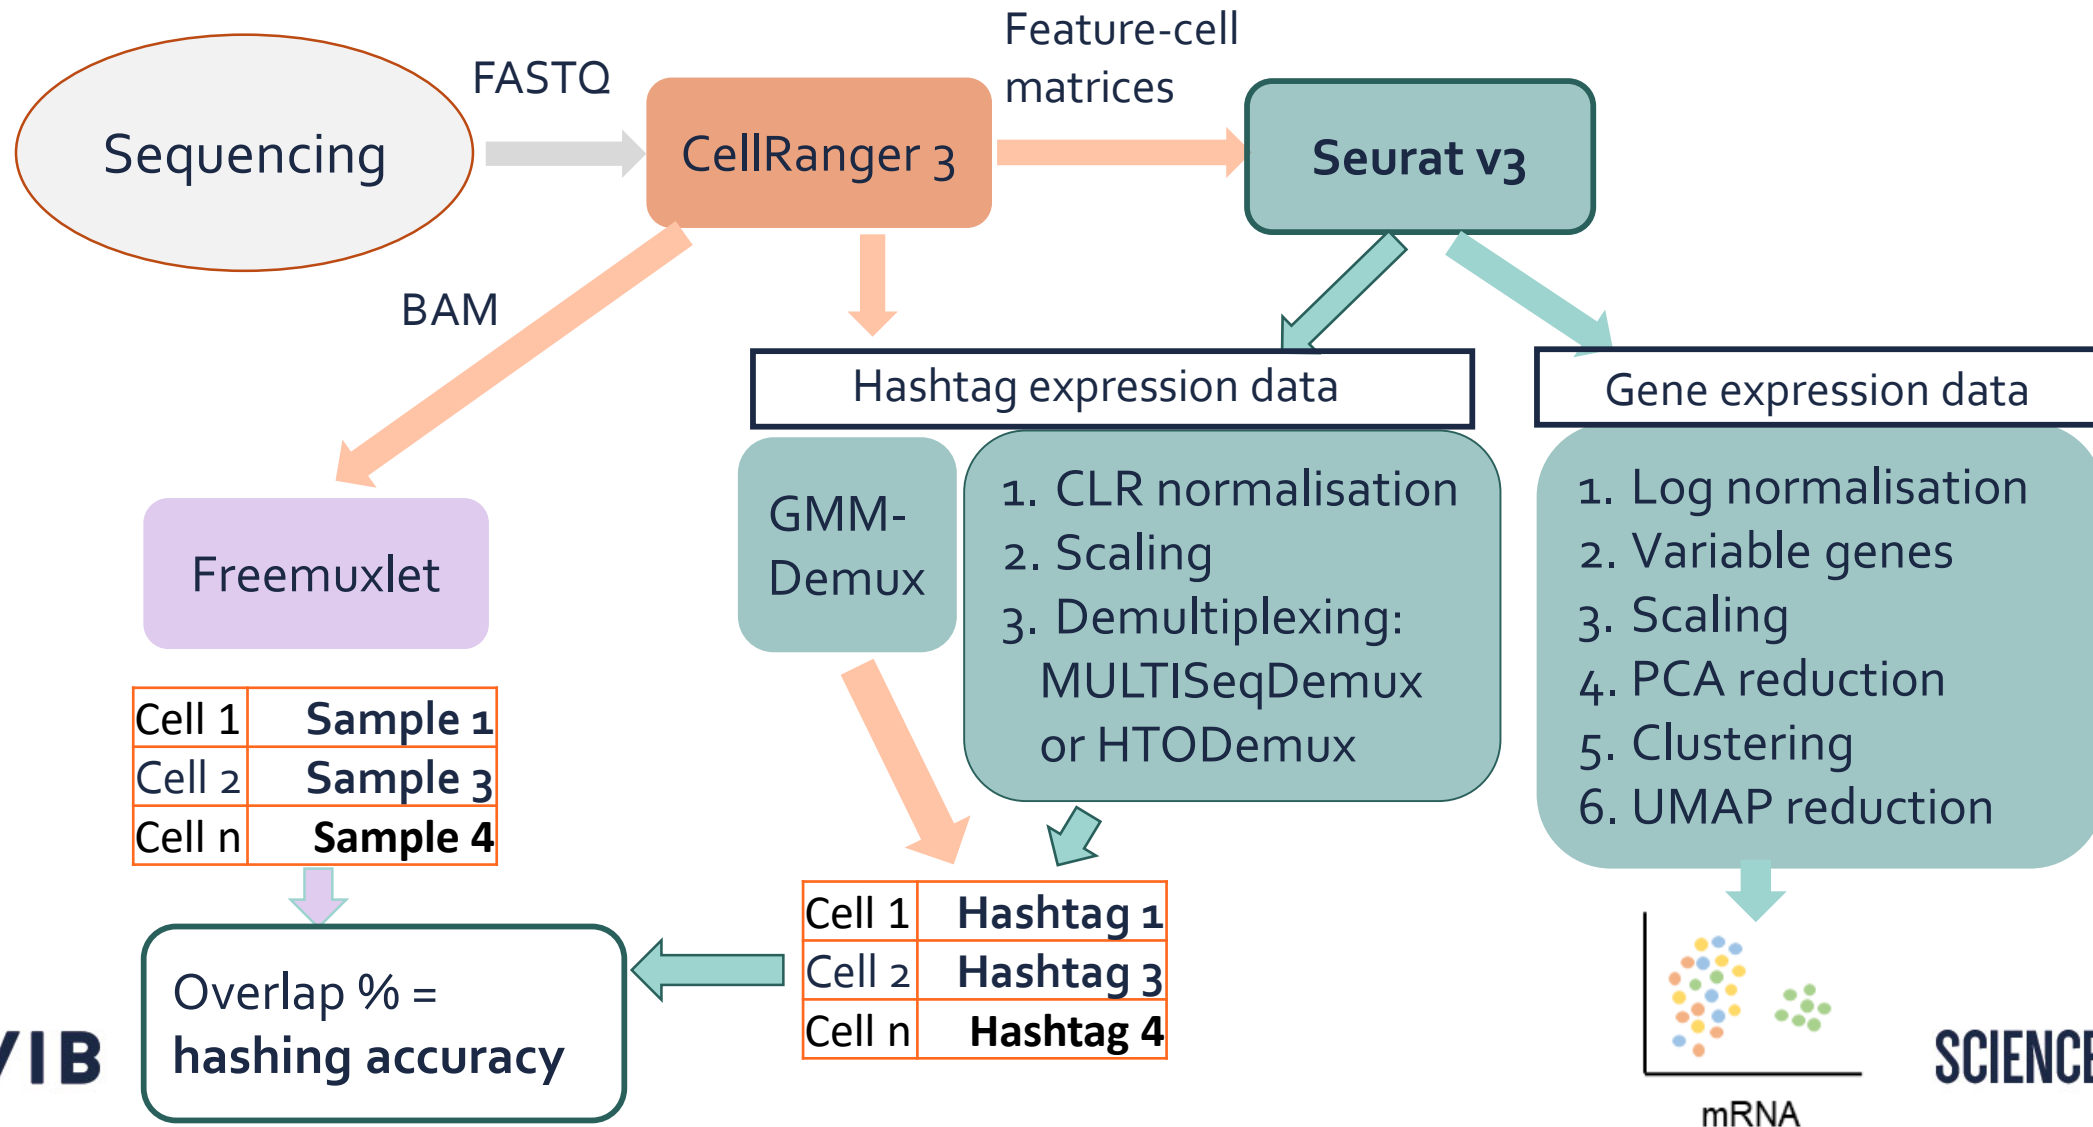 Sequencing
FASTQ
CellRanger 3
Feature-cell
matrices
Seurat v3
BAM
Hashtag expression data
Gene expression data
Freemuxlet
GMM-
Demux
1. CLR normalisation
2. Scaling
3. Demultiplexing:
MULTISeqDemux
or HTODemux
1. Log normalisation
2. Variable genes
3. Scaling
4. PCA reduction
5. Clustering
6. UMAP reduction
Cell 1 Sample 1
Cell 2 Sample 3
Cell n Sample 4
Cell 1 Hashtag 1
Cell 2 Hashtag 3
Cell n Hashtag 4
Overlap % =
hashing accuracy
VIB
mRNA
SCIENCE